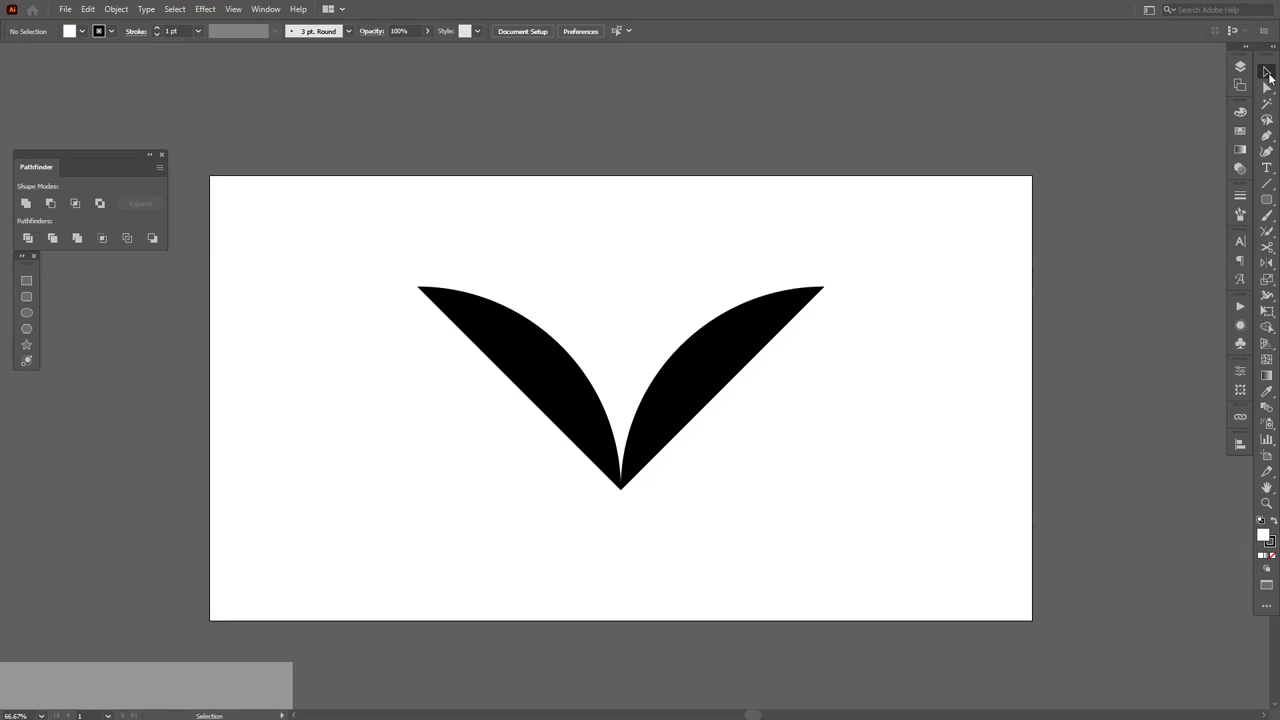 Ai File Edit Object Type Select Effect View Window Help Search Adobe Help
No Selection Stroke: 1 pt 3 pt. Round Opacity: 100% Style: Document Setup Preferences
Pathfinder
Shape Modes:
Expand
Pathfinders:
66.67% 1 Selection